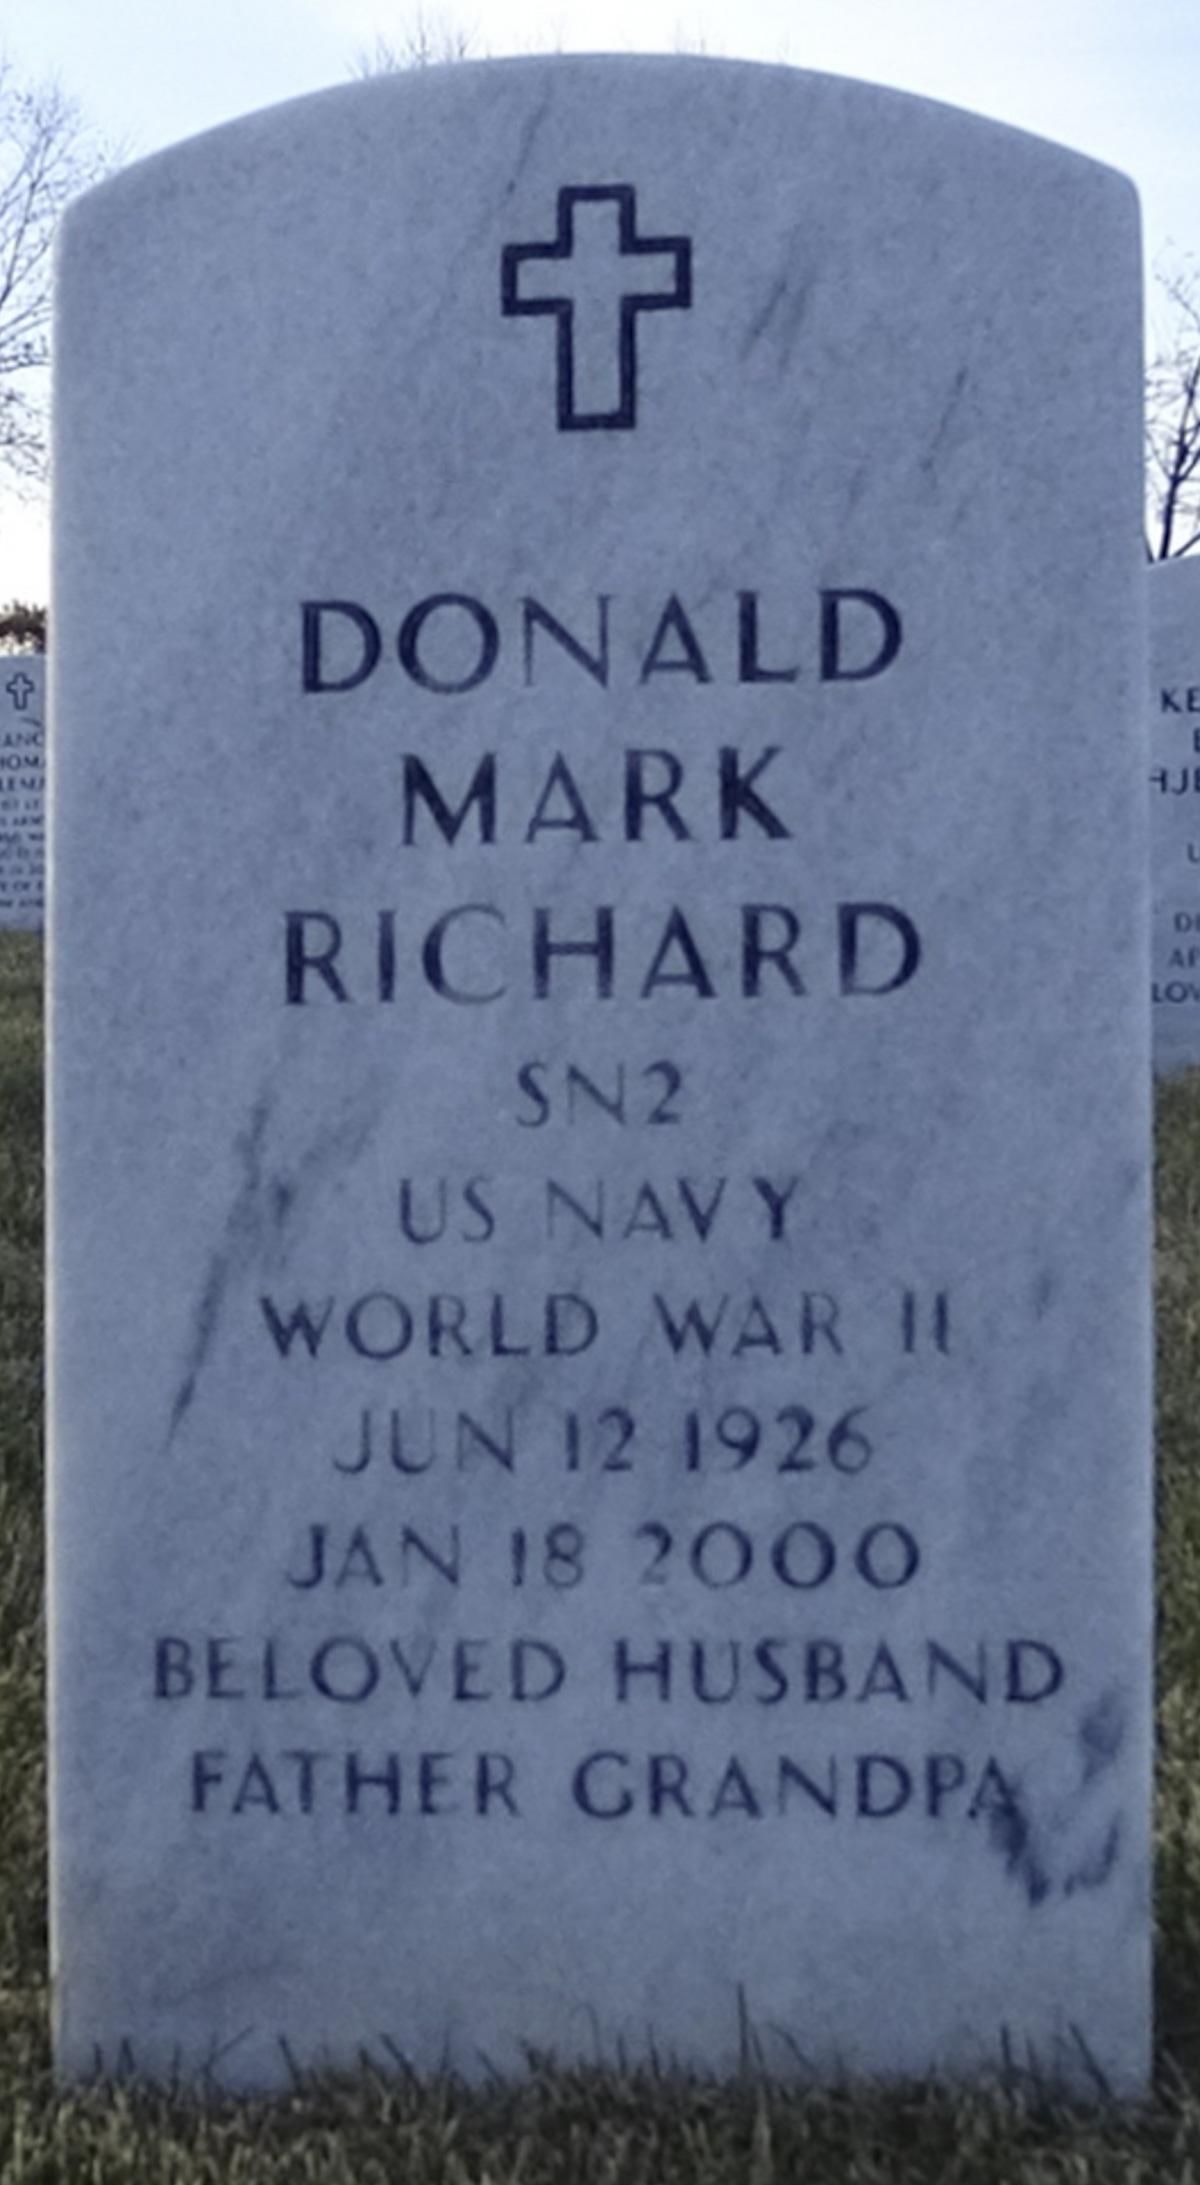 DONALD
MARK
RICHARD
SN2
US NAVY
WORLD WAR II
JUN 12 1926
JAN 18 2000
BELOVED HUSBAND
FATHER GRANDPA